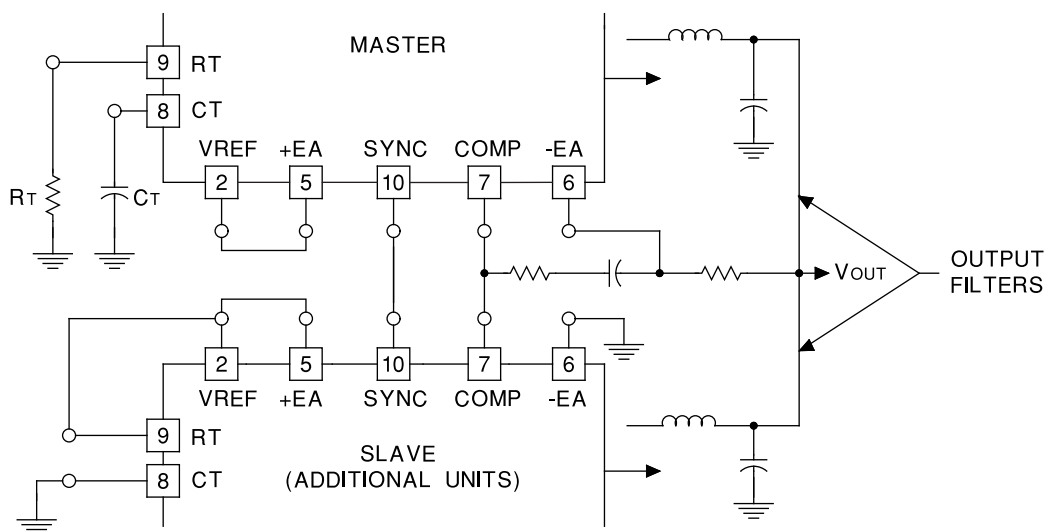 MASTER
9 RT
8 CT
VREF +EA SYNC COMP -EA
2 5 10 7 6
RT
CT
VOUT
OUTPUT
FILTERS
2 5 10 7 6
VREF +EA SYNC COMP -EA
9 RT
8 CT
SLAVE
(ADDITIONAL UNITS)